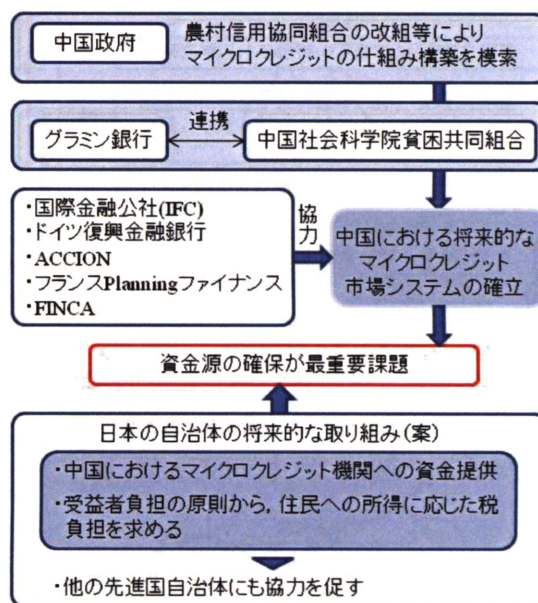 中国政府
農村信用協同組合の改組等により
マイクロクレジットの仕組み構築を模索
グラミン銀行
連携
中国社会科学院貧困共同組合
・国際金融公社(IFC)
・ドイツ復興金融銀行
・ACCION
・フランスPlanningファイナンス
・FINCA
協力
中国における将来的な
マイクロクレジット
市場システムの確立
資金源の確保が最重要課題
日本の自治体の将来的な取り組み(案)
・中国におけるマイクロクレジット機関への資金提供
・受益者負担の原則から,住民への所得に応じた税
負担を求める
・他の先進国自治体にも協力を促す